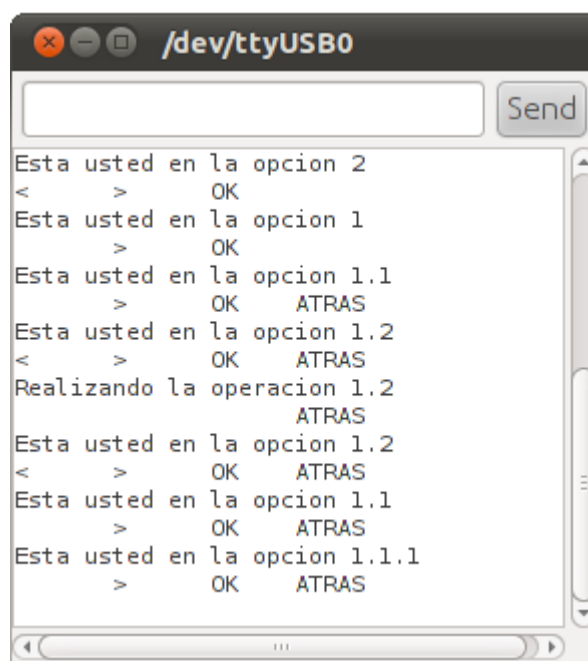 /dev/ttyUSB0
Send
Esta usted en la opcion 2
<      >      OK
Esta usted en la opcion 1
       >      OK
Esta usted en la opcion 1.1
       >      OK    ATRAS
Esta usted en la opcion 1.2
<      >      OK    ATRAS
Realizando la operacion 1.2
                    ATRAS
Esta usted en la opcion 1.2
<      >      OK    ATRAS
Esta usted en la opcion 1.1
       >      OK    ATRAS
Esta usted en la opcion 1.1.1
       >      OK    ATRAS